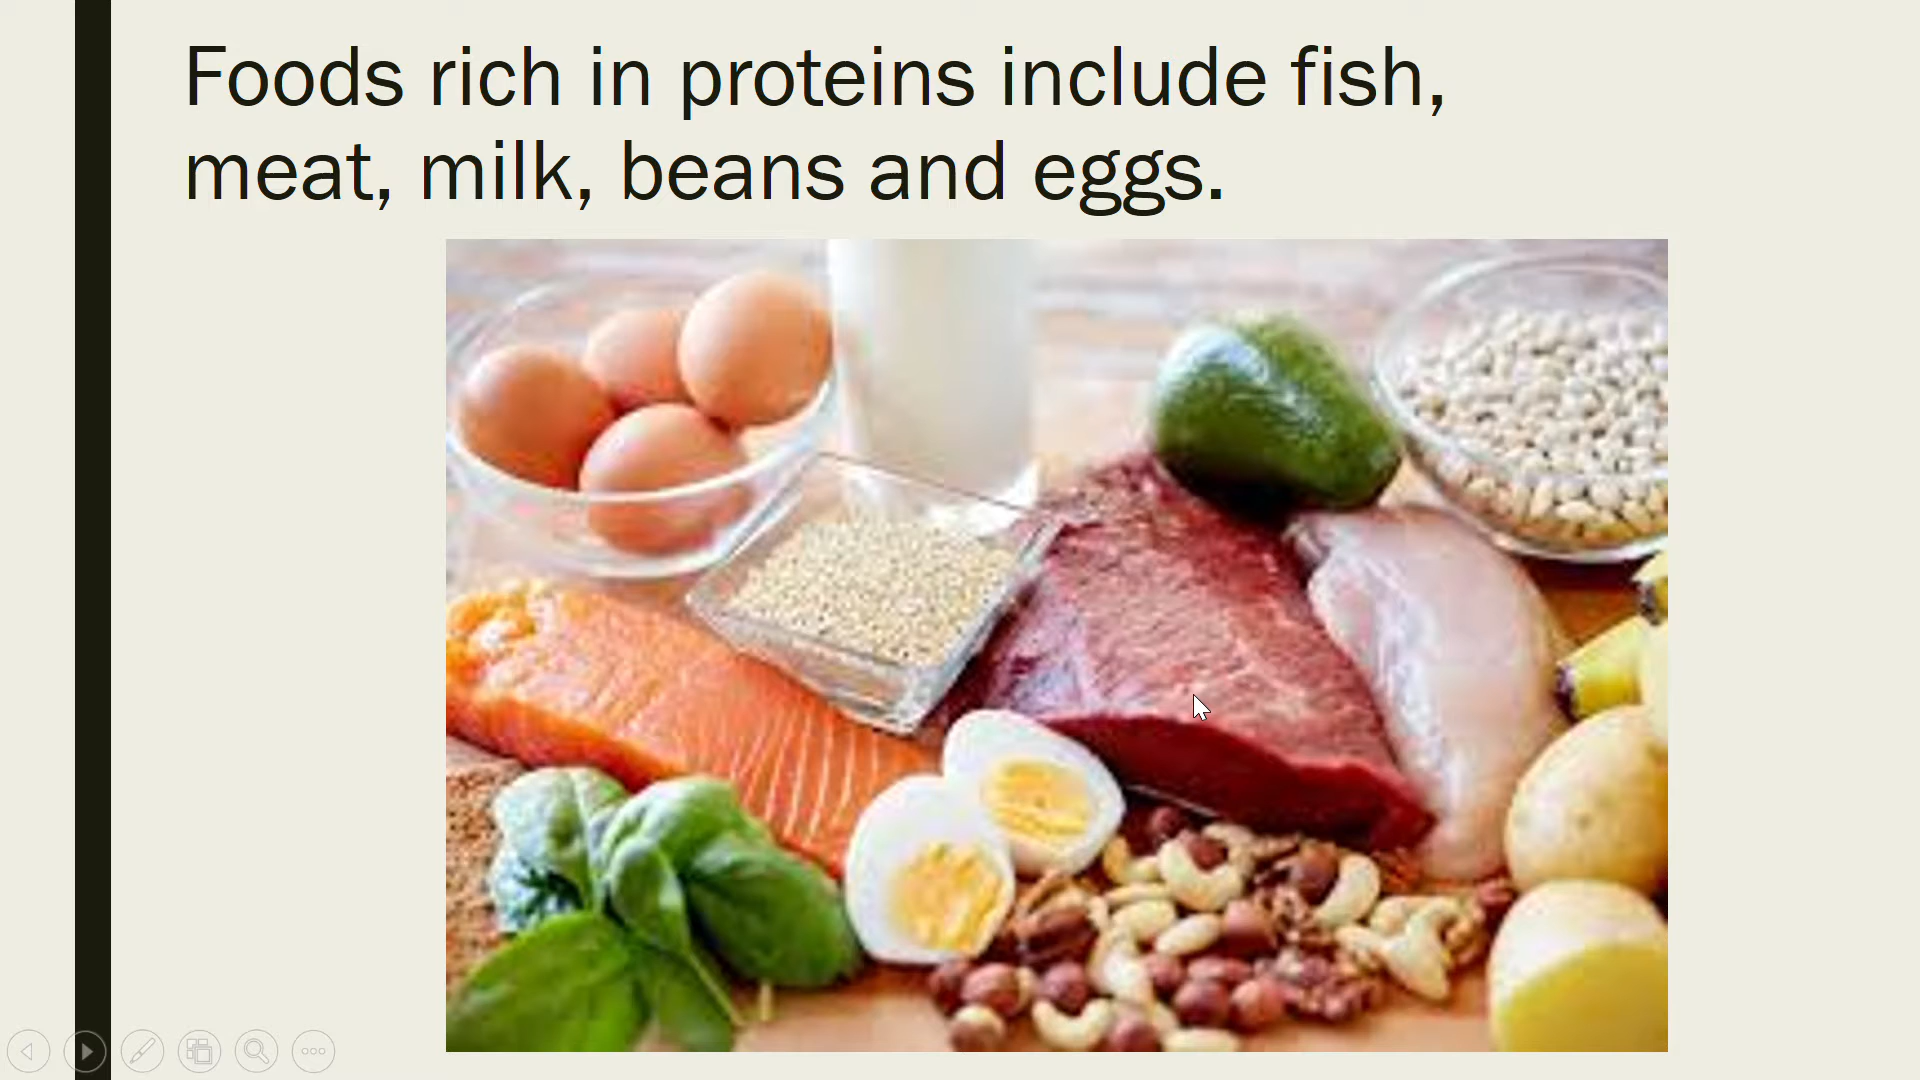 Foods rich in proteins include fish,
meat, milk, beans and eggs.